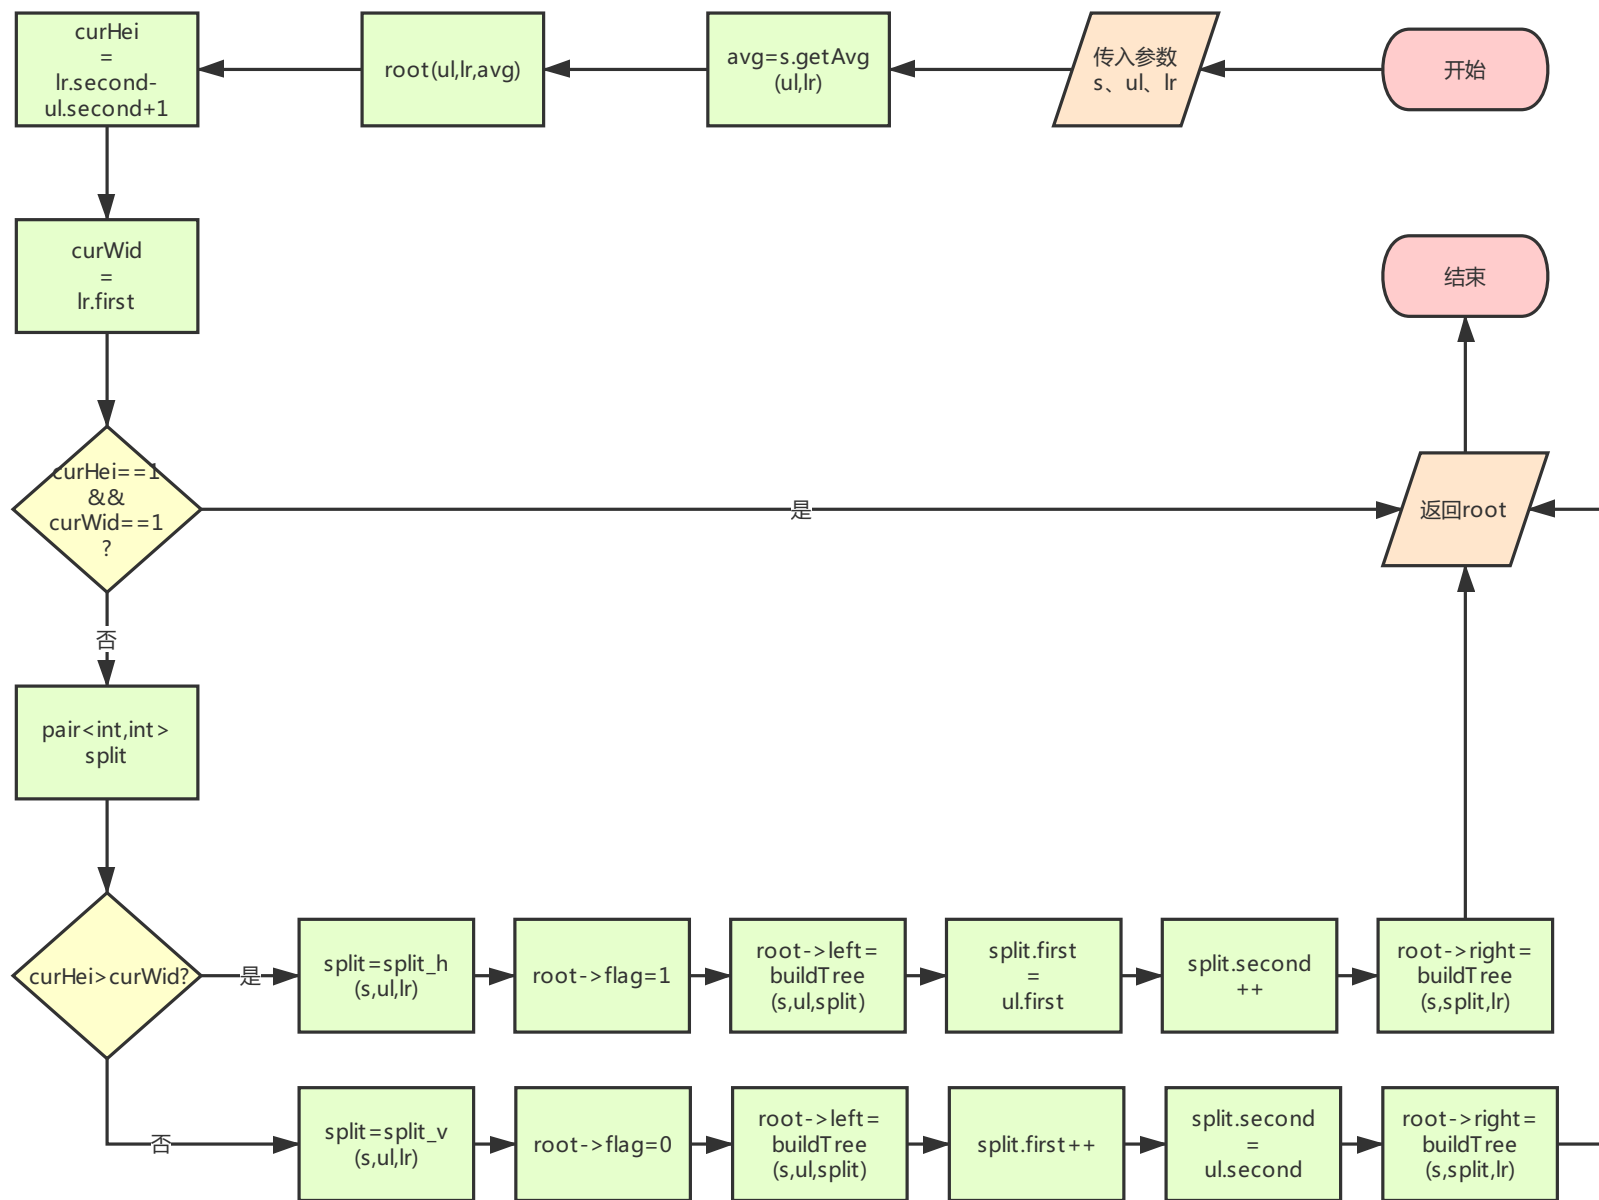 开始
传入参数
s、ul、lr
avg=s.getAvg
(ul,lr)
root(ul,lr,avg)
curHei
=
lr.second-
ul.second+1
curWid
=
lr.first
结束
curHei==1
&&
curWid==1
?
是
返回root
否
pair<int,int>
split
curHei>curWid?
是
split=split_h
(s,ul,lr)
root->flag=1
root->left=
buildTree
(s,ul,split)
split.first
=
ul.first
split.second
++
root->right=
buildTree
(s,split,lr)
否
split=split_v
(s,ul,lr)
root->flag=0
root->left=
buildTree
(s,ul,split)
split.first++
split.second
=
ul.second
root->right=
buildTree
(s,split,lr)